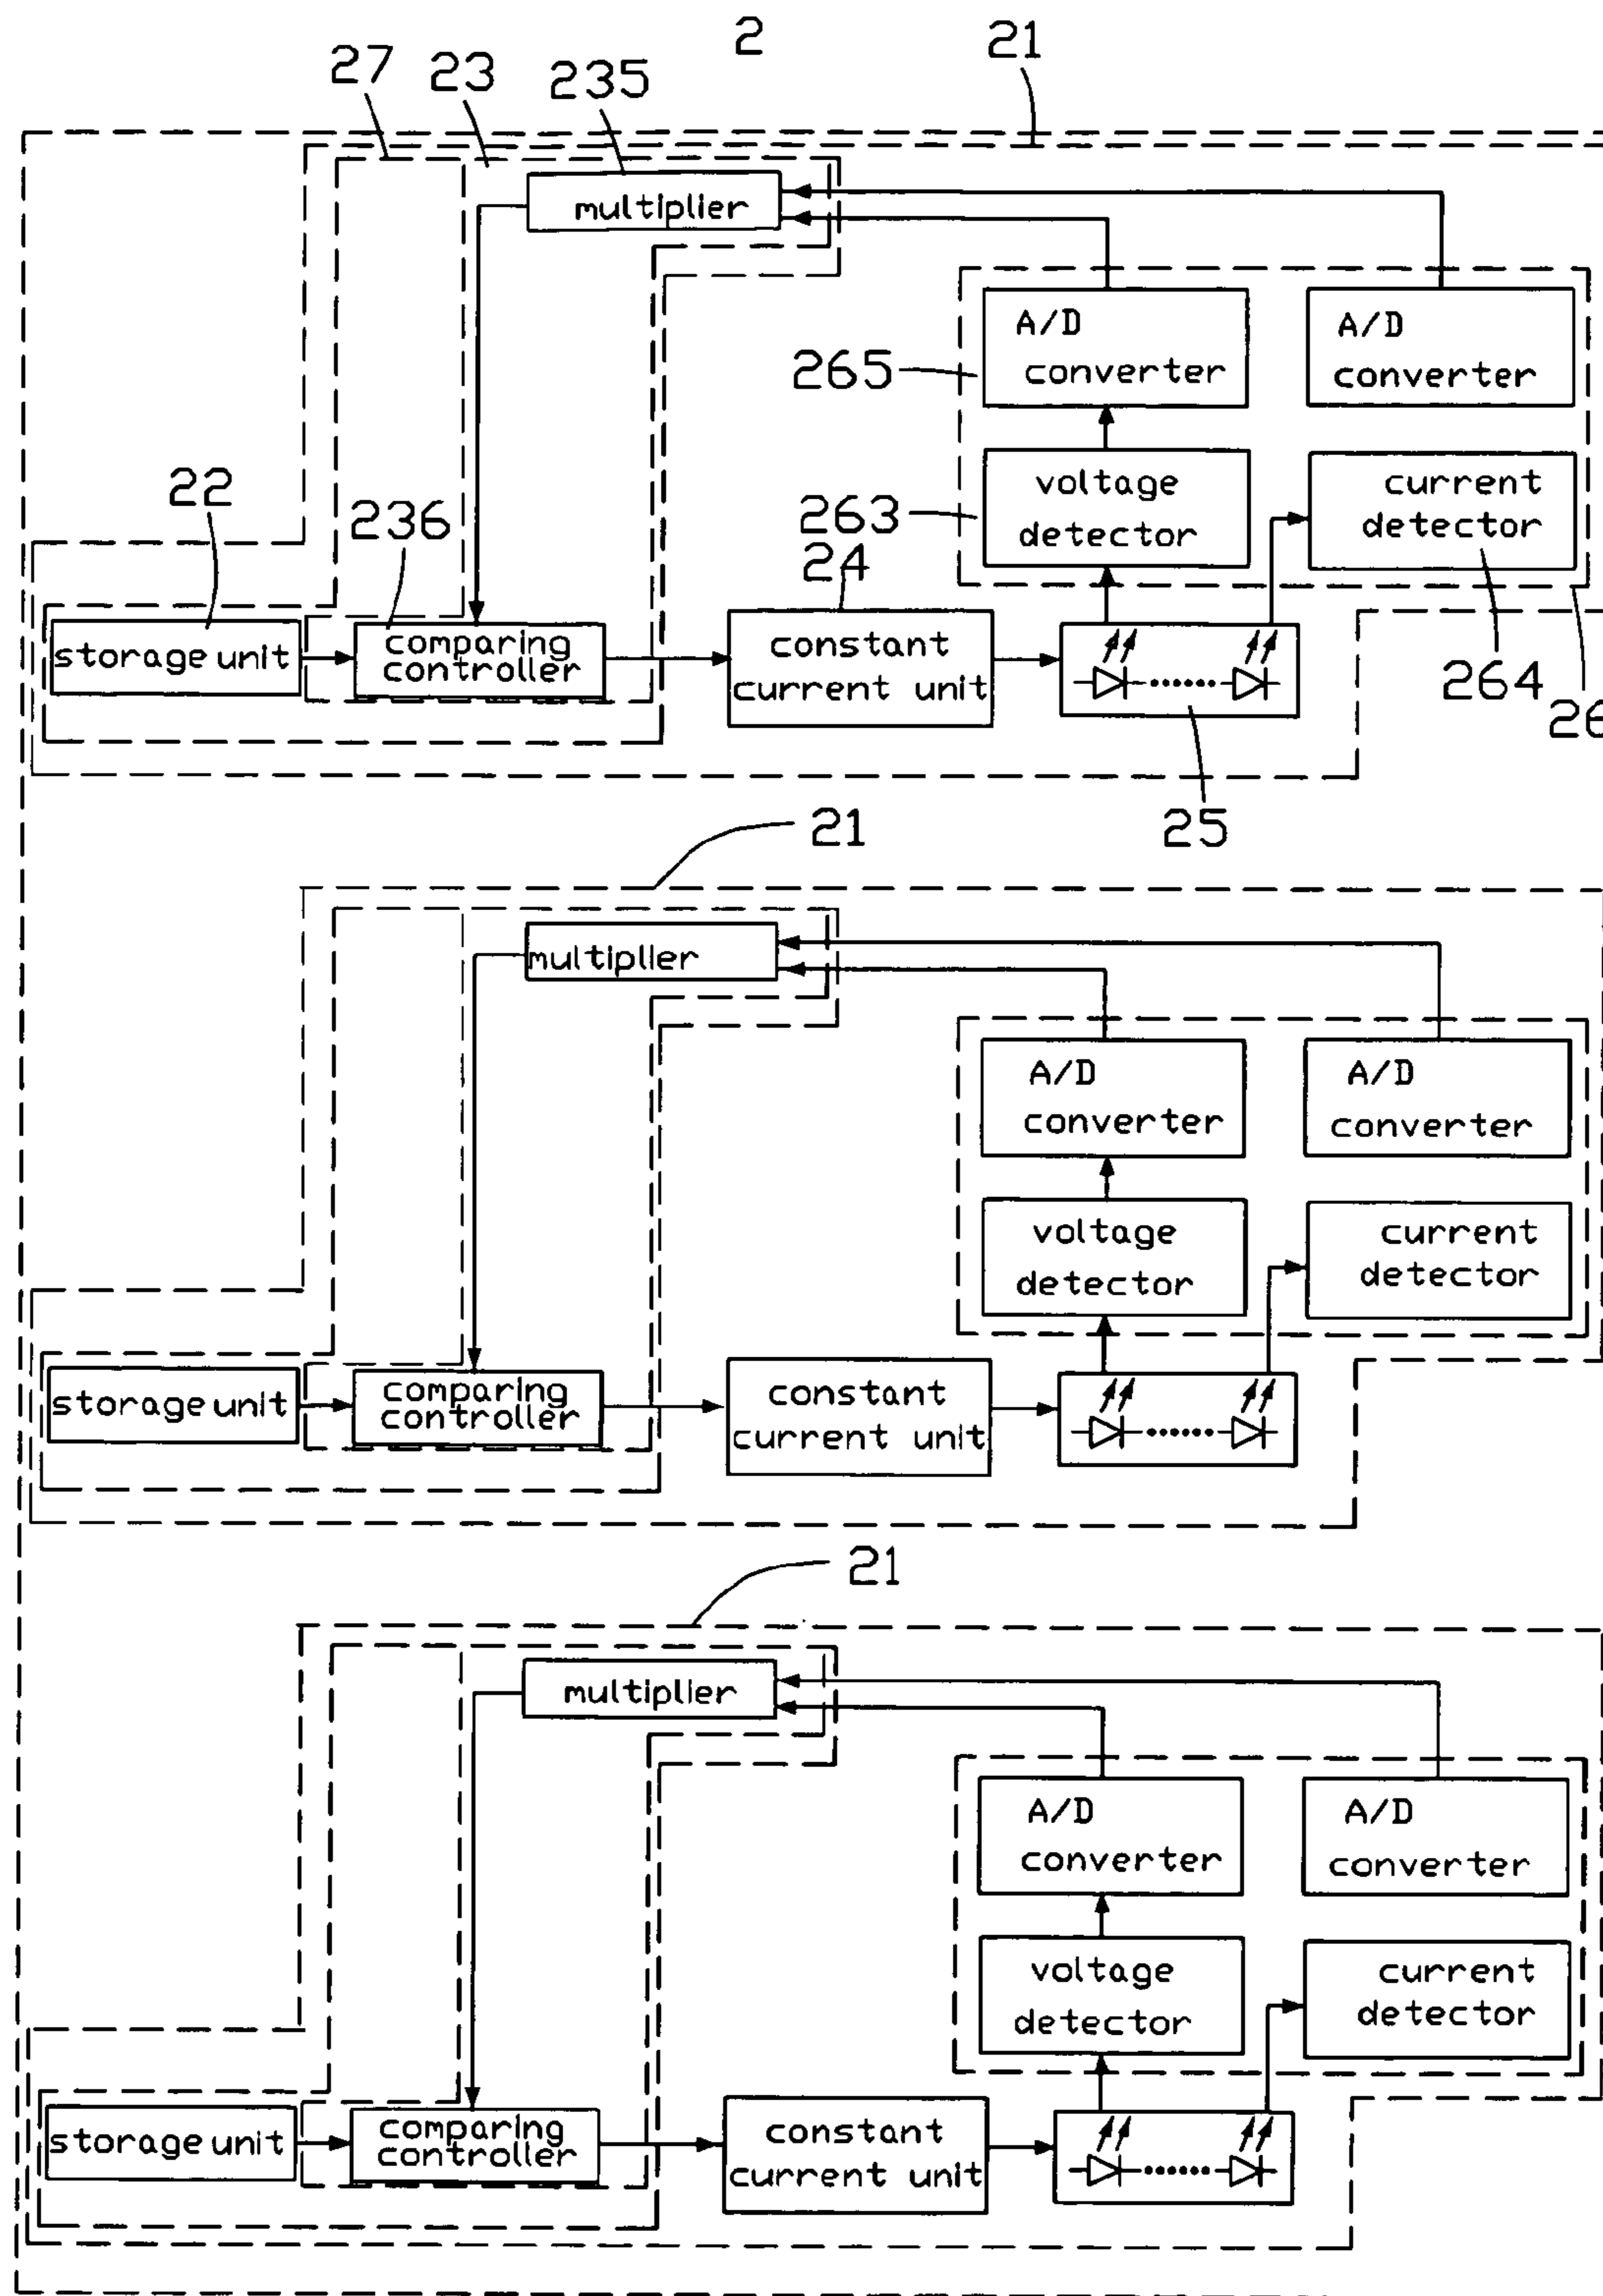 2
21
27 23 235
multiplier
A/D
converter
A/D
converter
265
voltage
detector
current
detector
263
24
22
236
storage unit
comparing
controller
constant
current unit
264
26
25
21
multiplier
A/D
converter
A/D
converter
voltage
detector
current
detector
storage unit
comparing
controller
constant
current unit
21
multiplier
A/D
converter
A/D
converter
voltage
detector
current
detector
storage unit
comparing
controller
constant
current unit